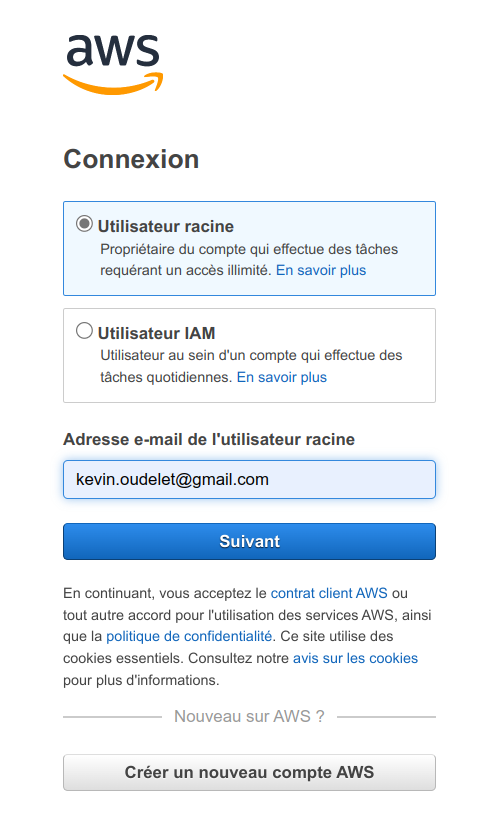 aws
Connexion
Utilisateur racine
Propriétaire du compte qui effectue des tâches
requérant un accès illimité. En savoir plus
Utilisateur IAM
Utilisateur au sein d'un compte qui effectue des
tâches quotidiennes. En savoir plus
Adresse e-mail de l'utilisateur racine
kevin.oudelet@gmail.com
Suivant
En continuant, vous acceptez le contrat client AWS ou
tout autre accord pour l'utilisation des services AWS, ainsi
que la politique de confidentialité. Ce site utilise des
cookies essentiels. Consultez notre avis sur les cookies
pour plus d'informations.
Nouveau sur AWS ?
Créer un nouveau compte AWS